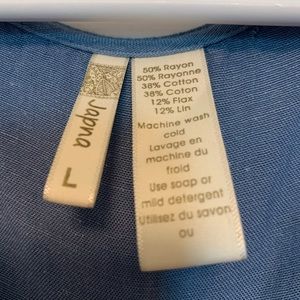 Japna
L
50% Rayon
50% Rayonne
38% Cotton
38% Coton
12% Flax
12% Lin
Machine wash
cold
Lavage en
machine du
froid
Use soap or
mild detergent
Utilisez du savon
ou